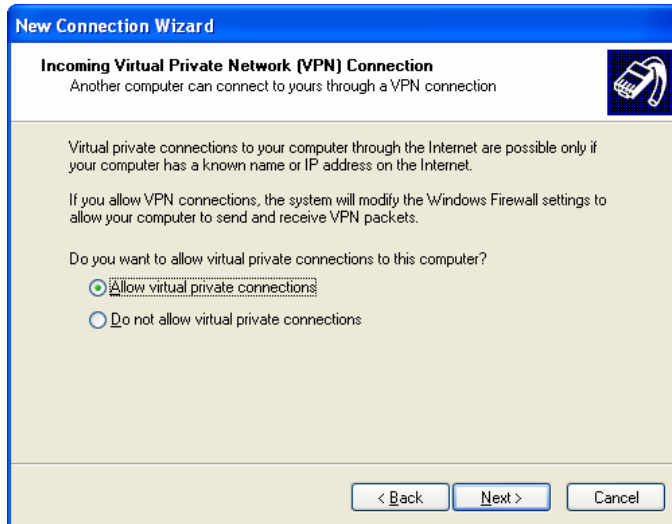 New Connection Wizard
Incoming Virtual Private Network (VPN) Connection
Another computer can connect to yours through a VPN connection
Virtual private connections to your computer through the Internet are possible only if
your computer has a known name or IP address on the Internet.
If you allow VPN connections, the system will modify the Windows Firewall settings to
allow your computer to send and receive VPN packets.
Do you want to allow virtual private connections to this computer?
Allow virtual private connections
Do not allow virtual private connections
< Back
Next >
Cancel